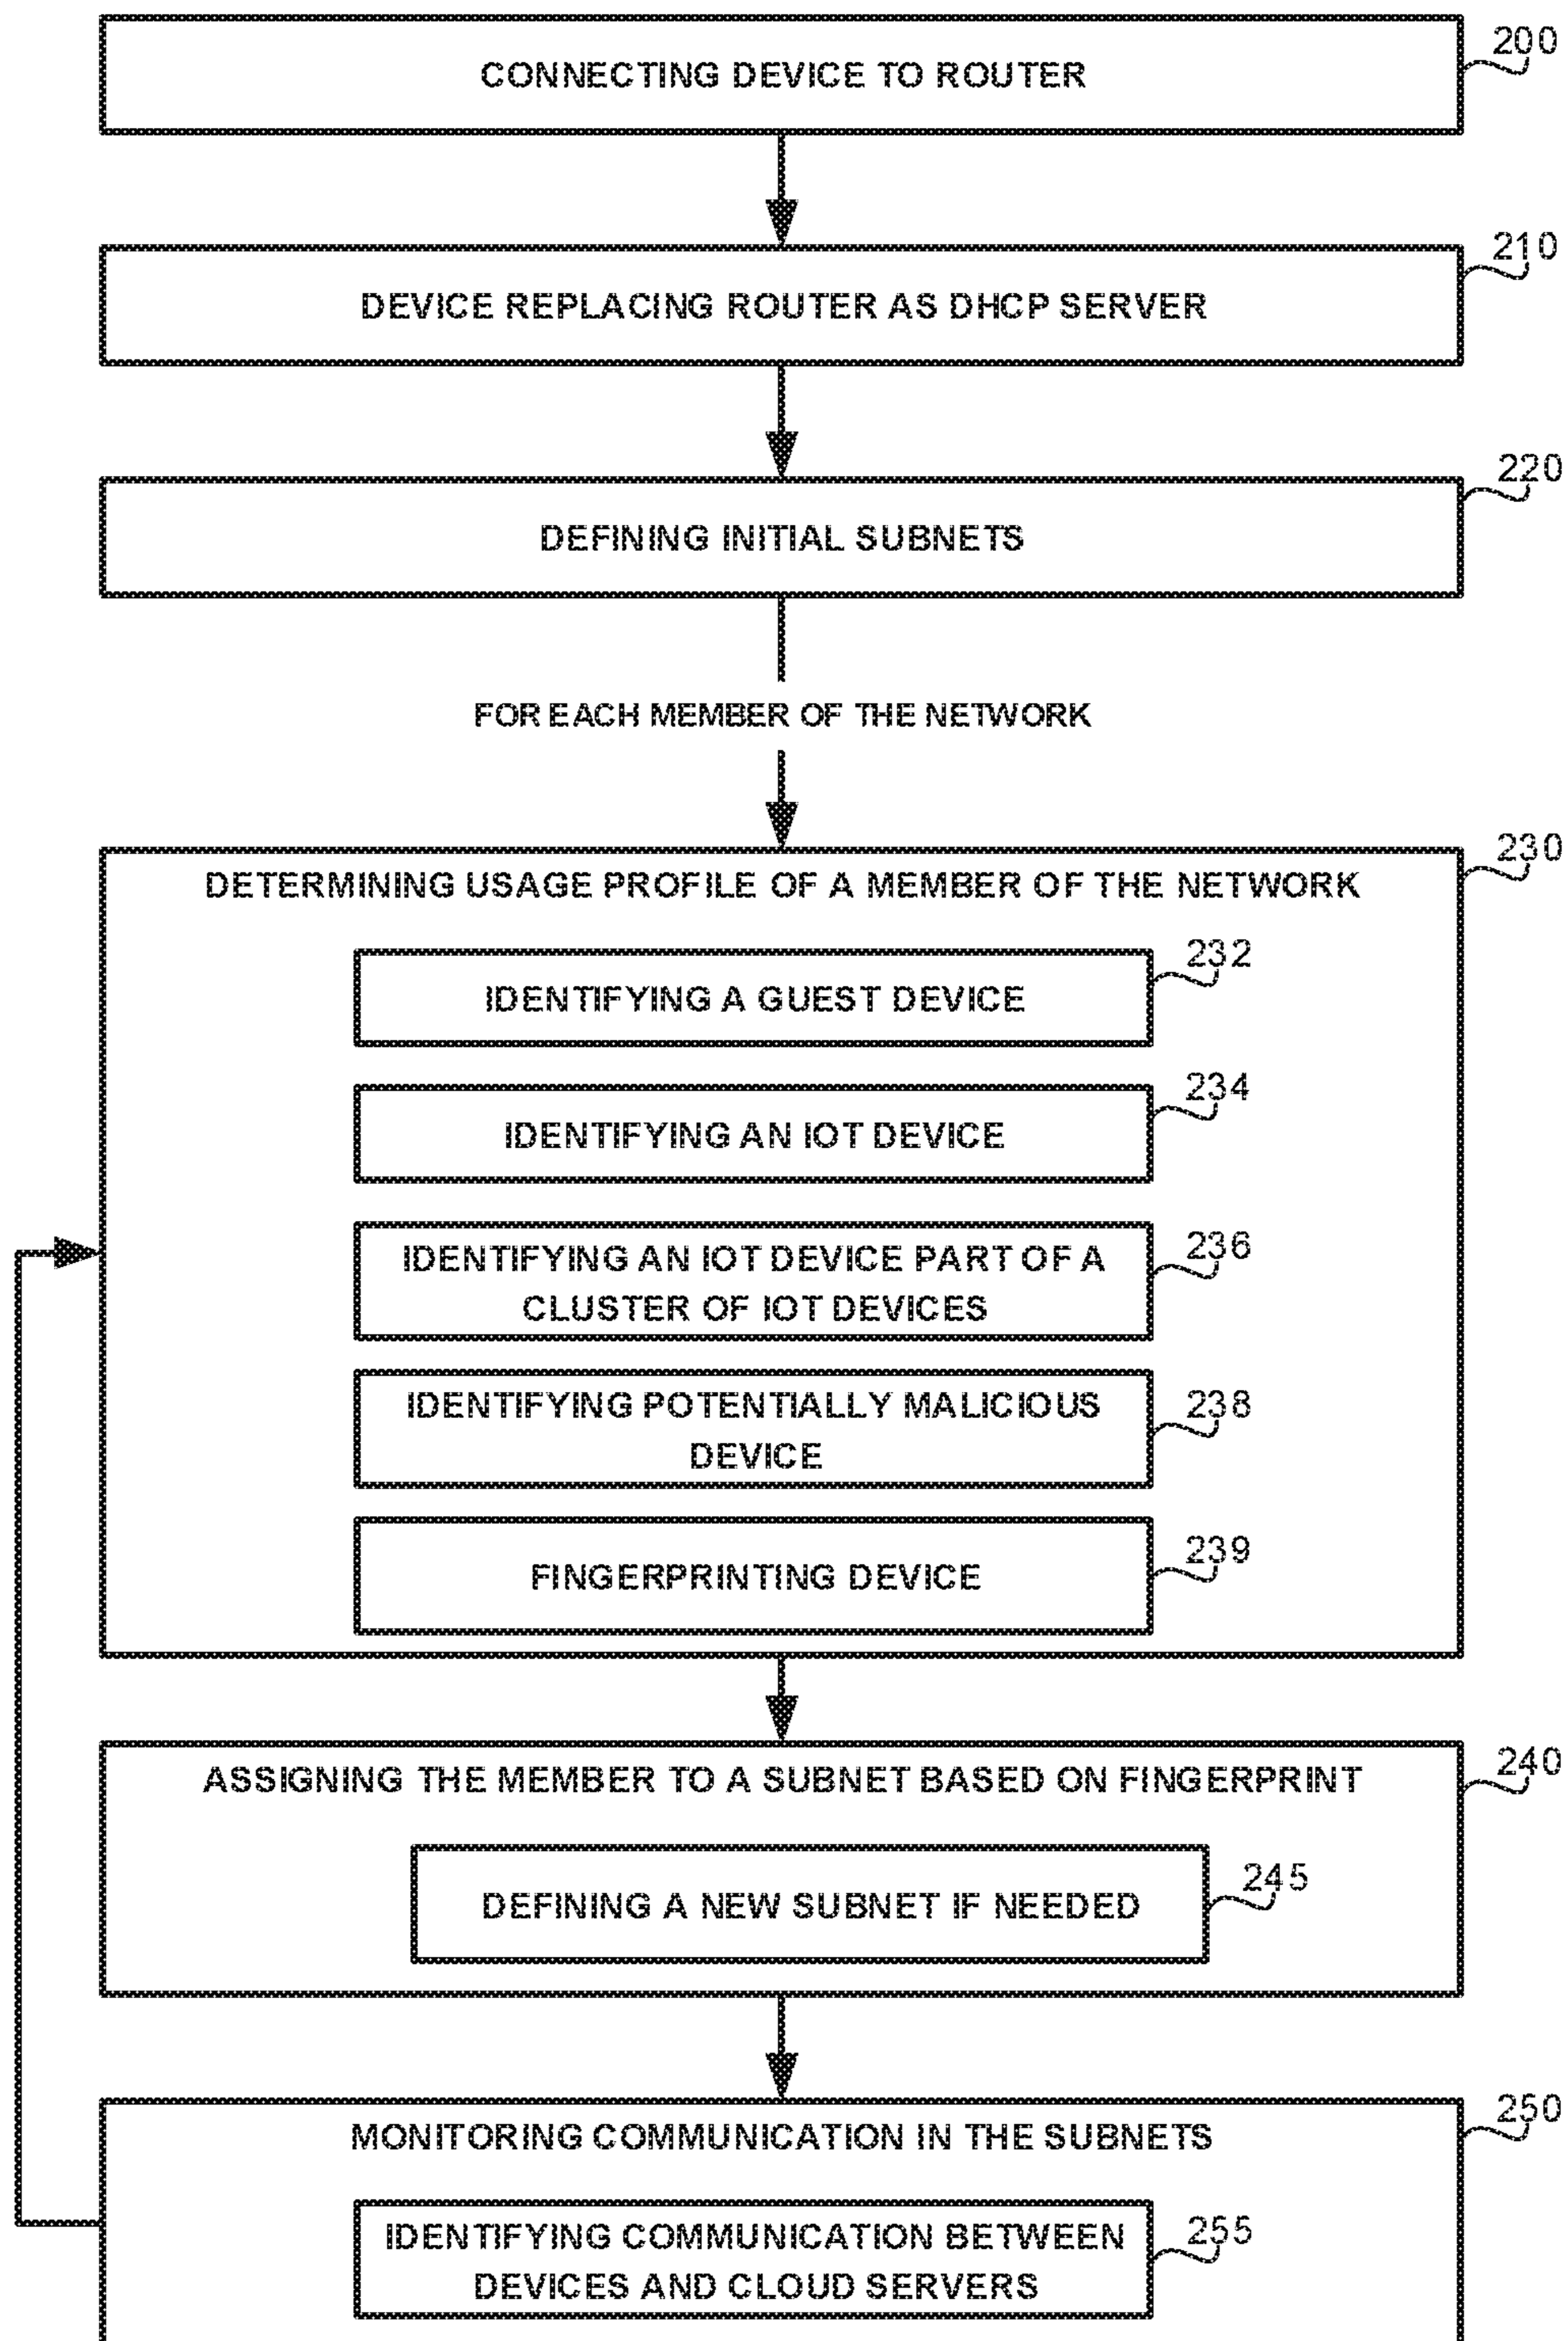 200
CONNECTING DEVICE TO ROUTER
210
DEVICE REPLACING ROUTER AS DHCP SERVER
220
DEFINING INITIAL SUBNETS
FOR EACH MEMBER OF THE NETWORK
230
DETERMINING USAGE PROFILE OF A MEMBER OF THE NETWORK
232
IDENTIFYING A GUEST DEVICE
234
IDENTIFYING AN IOT DEVICE
236
IDENTIFYING AN IOT DEVICE PART OF A
CLUSTER OF IOT DEVICES
238
IDENTIFYING POTENTIALLY MALICIOUS
DEVICE
239
FINGERPRINTING DEVICE
240
ASSIGNING THE MEMBER TO A SUBNET BASED ON FINGERPRINT
245
DEFINING A NEW SUBNET IF NEEDED
250
MONITORING COMMUNICATION IN THE SUBNETS
255
IDENTIFYING COMMUNICATION BETWEEN
DEVICES AND CLOUD SERVERS